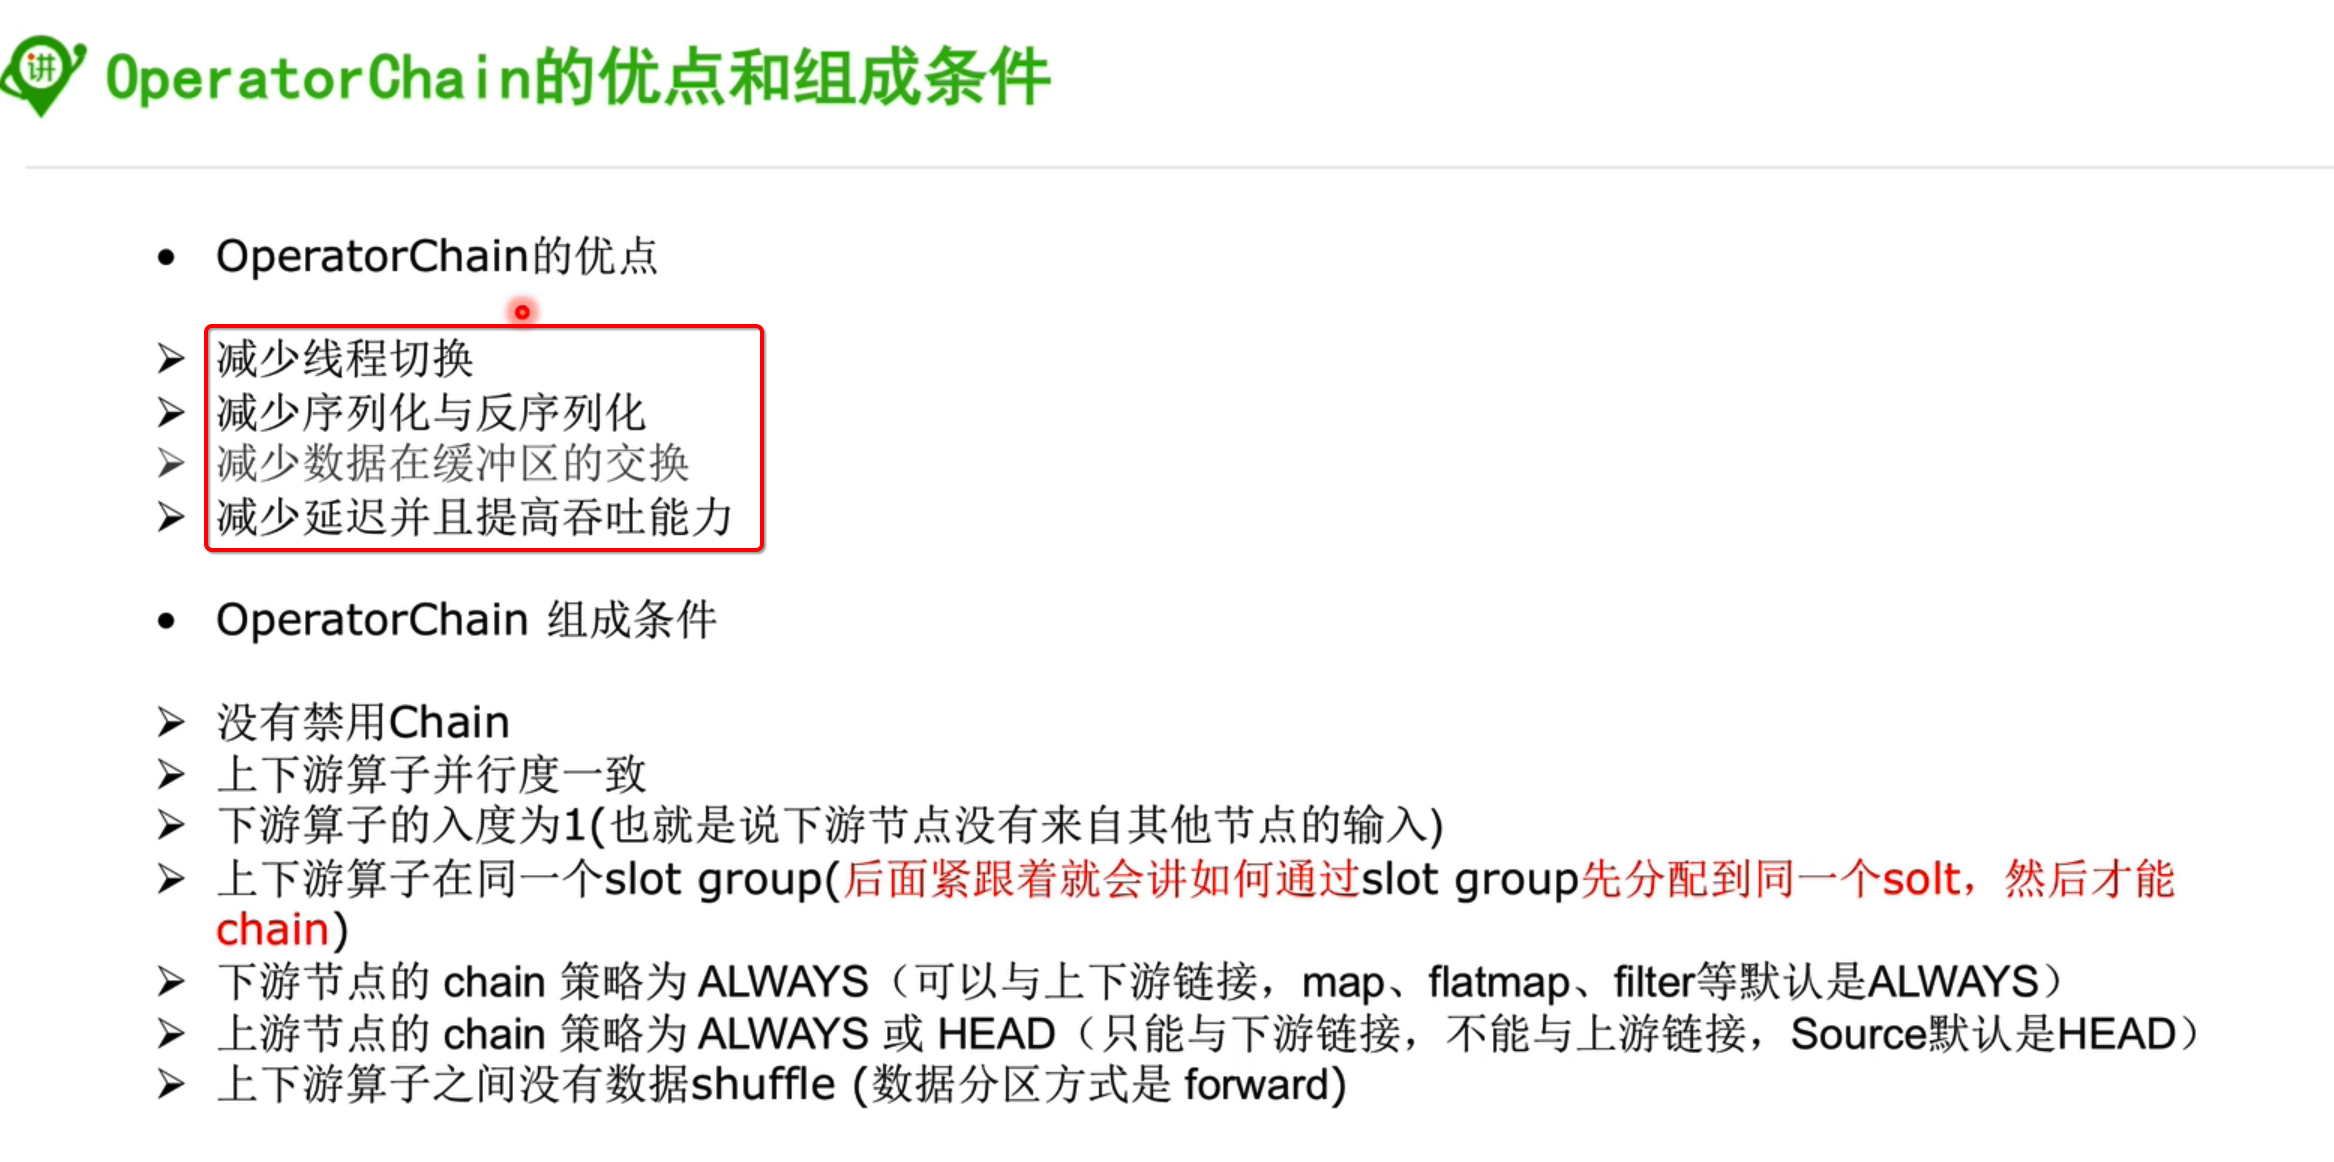 讲
OperatorChain的优点和组成条件
OperatorChain的优点
减少线程切换
减少序列化与反序列化
减少数据在缓冲区的交换
减少延迟并且提高吞吐能力
OperatorChain 组成条件
没有禁用Chain
上下游算子并行度一致
下游算子的入度为1(也就是说下游节点没有来自其他节点的输入)
上下游算子在同一个slot group(后面紧跟着就会讲如何通过slot group先分配到同一个solt，然后才能
chain)
下游节点的 chain 策略为 ALWAYS（可以与上下游链接，map、flatmap、filter等默认是ALWAYS）
上游节点的 chain 策略为 ALWAYS 或 HEAD（只能与下游链接，不能与上游链接，Source默认是HEAD）
上下游算子之间没有数据shuffle (数据分区方式是 forward)